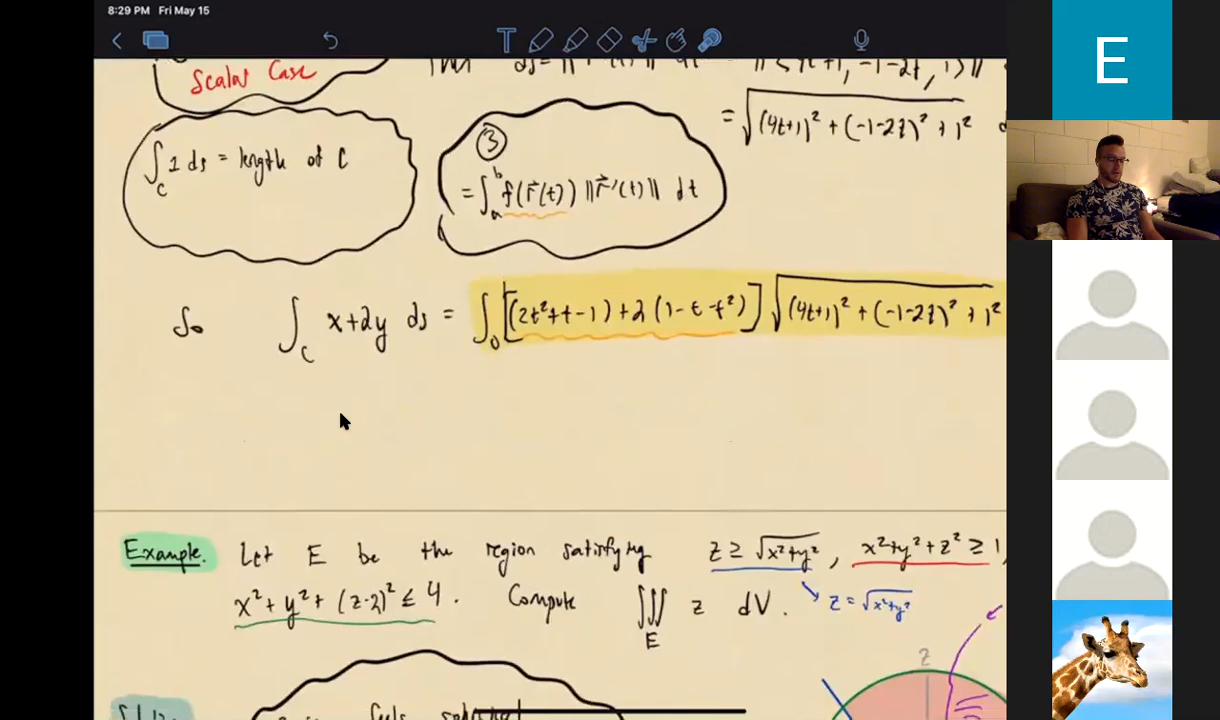 8:29 PM Fri May 15
E
Scalar Case
= √(4t+1)² + (-1-2t)² + 1²
∫_C 1 ds = length of C
③
= ∫_a^b f(r⃗(t)) ||r⃗'(t)|| dt
So ∫_C x+2y ds = ∫_0 [(2t²+t-1)+2(1-t-t²)] √(4t+1)² + (-1-2t)² + 1²
Example. Let E be the region satisfying z ≥ √x²+y² , x²+y²+z² ≥ 1,
x²+y²+(z-2)² ≤ 4. Compute ∭_E z dV. z = √x²+y²
z